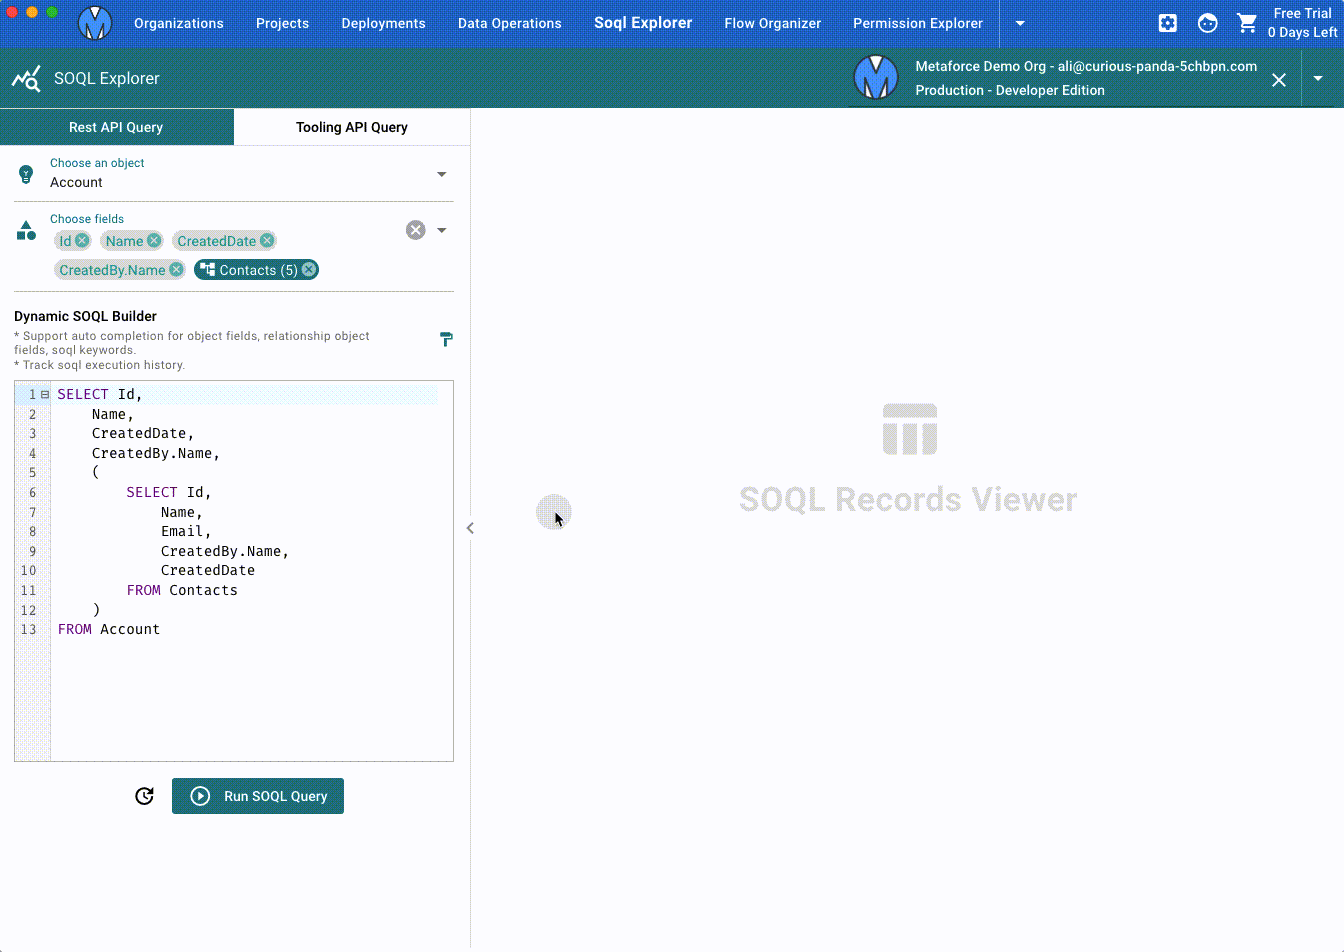 Organizations Projects Deployments Data Operations Soql Explorer Flow Organizer Permission Explorer
Free Trial
0 Days Left
SOQL Explorer
Metaforce Demo Org - ali@curious-panda-5chbpn.com
Production - Developer Edition
Rest API Query Tooling API Query
Choose an object
Account
Choose fields
Id Name CreatedDate
CreatedBy.Name Contacts (5)
Dynamic SOQL Builder
* Support auto completion for object fields, relationship object
fields, soql keywords.
* Track soql execution history.
1 SELECT Id,
2 Name,
3 CreatedDate,
4 CreatedBy.Name,
5 (
6 SELECT Id,
7 Name,
8 Email,
9 CreatedBy.Name,
10 CreatedDate
11 FROM Contacts
12 )
13 FROM Account
Run SOQL Query
SOQL Records Viewer